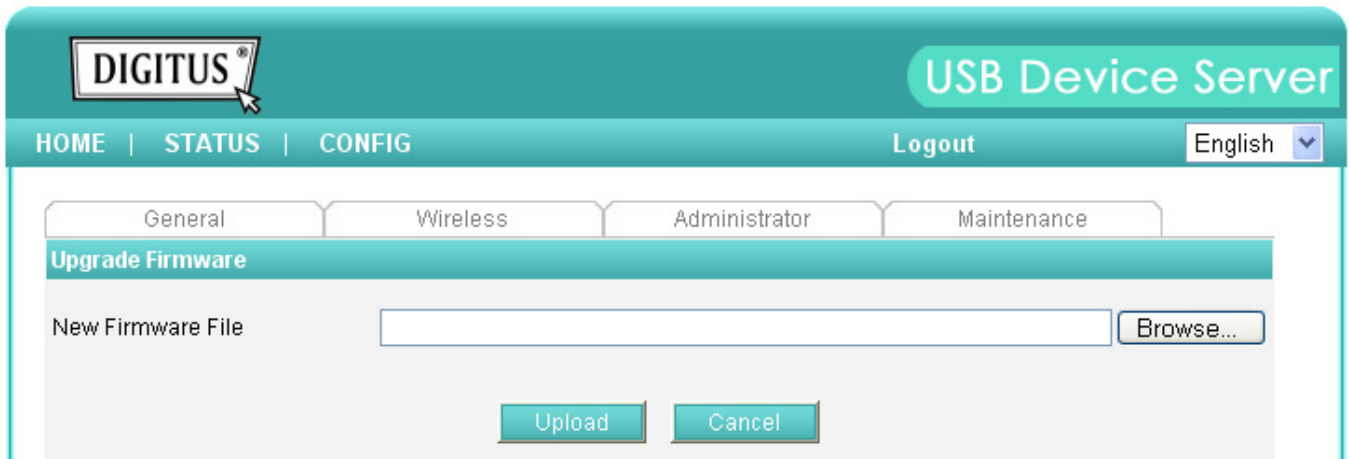 DIGITUS®
USB Device Server
HOME | STATUS | CONFIG Logout English
General Wireless Administrator Maintenance
Upgrade Firmware
New Firmware File Browse...
Upload Cancel